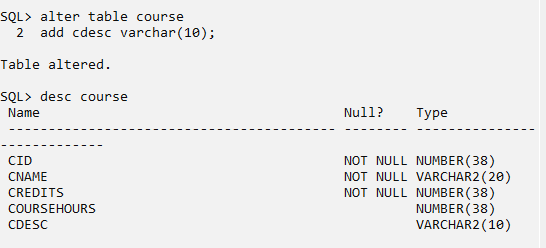 SQL> alter table course
  2  add cdesc varchar(10);
Table altered.
SQL> desc course
 Name                                      Null?    Type
 ----------------------------------------- -------- ---------------
-------------
 CID                                       NOT NULL NUMBER(38)
 CNAME                                     NOT NULL VARCHAR2(20)
 CREDITS                                   NOT NULL NUMBER(38)
 COURSEHOURS                                        NUMBER(38)
 CDESC                                              VARCHAR2(10)